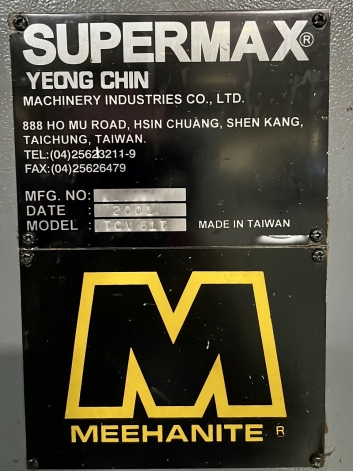 SUPERMAX®
YEONG CHIN
MACHINERY INDUSTRIES CO., LTD.
888 HO MU ROAD, HSIN CHUANG, SHEN KANG,
TAICHUNG, TAIWAN.
TEL:(04)25623211-9
FAX:(04)25626479
MFG. NO:
DATE : 2001
MODEL : MADE IN TAIWAN
M
MEEHANITE ®